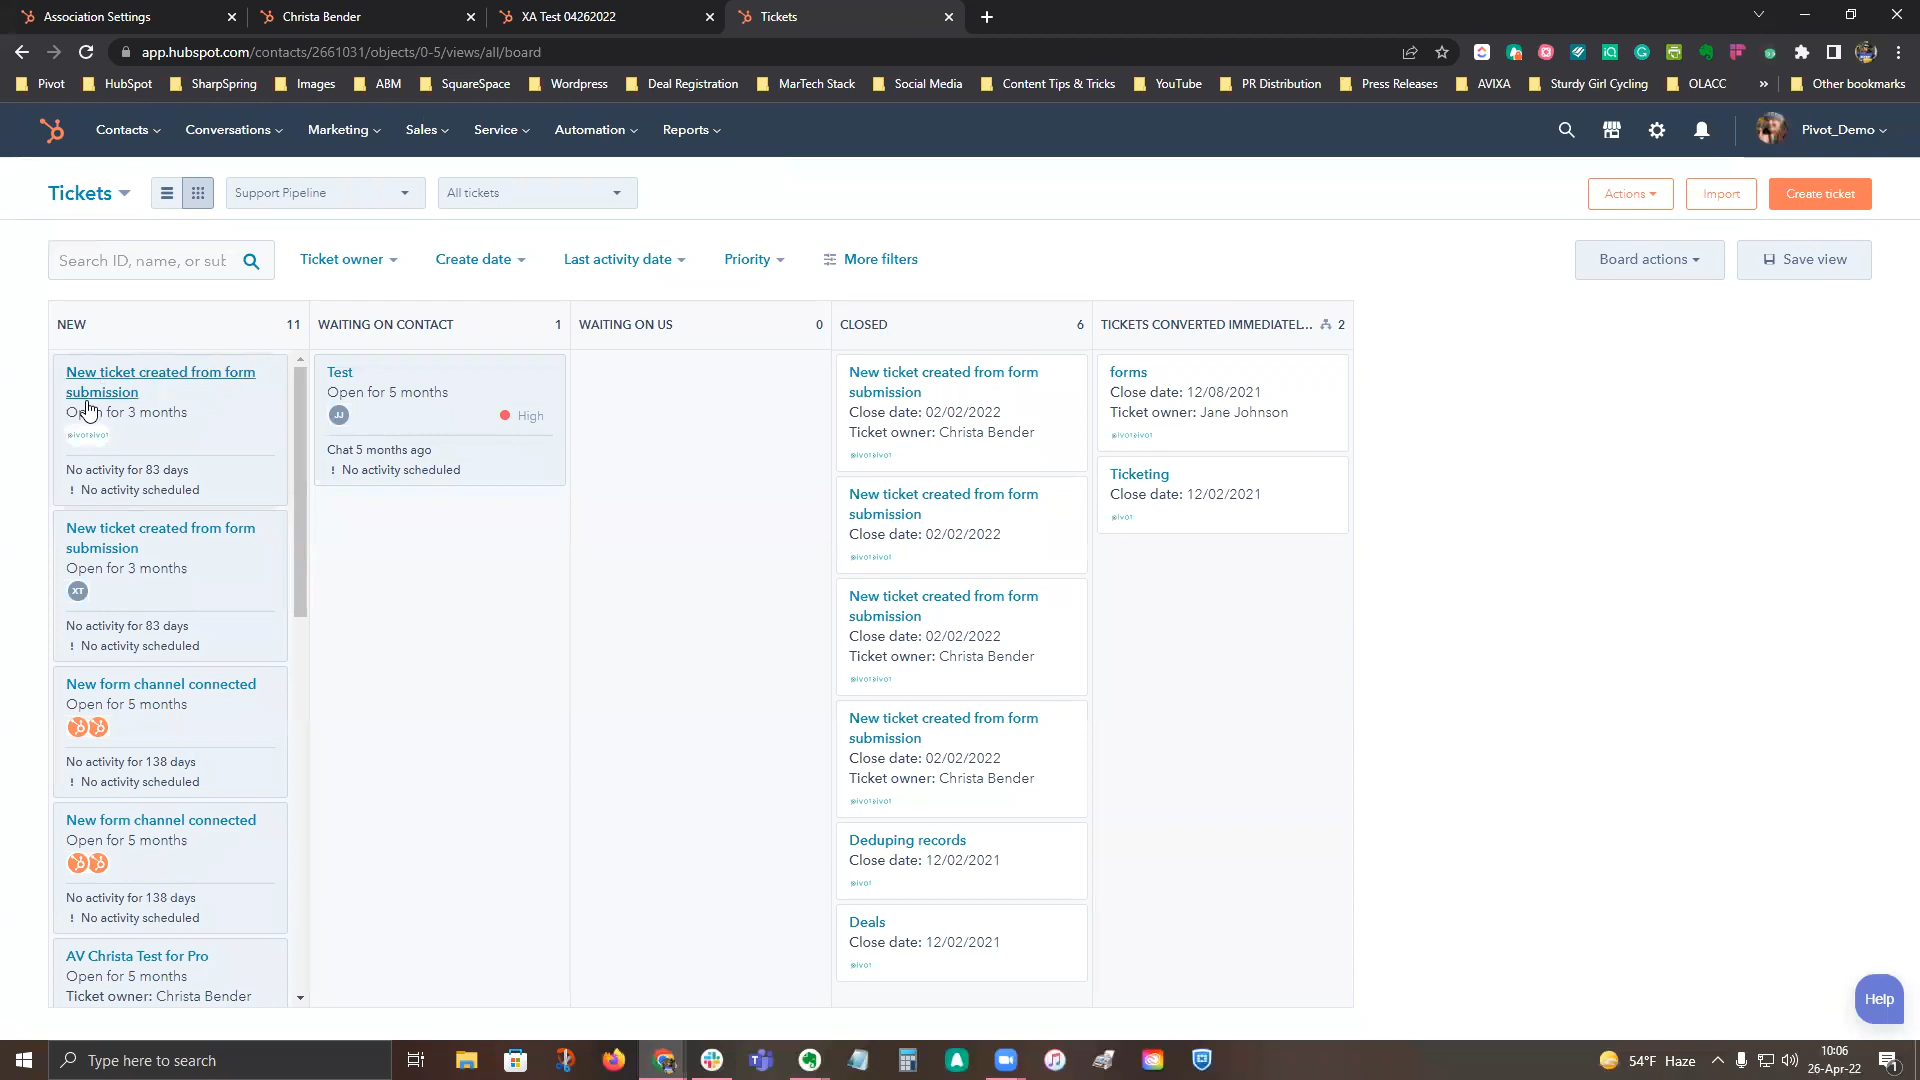 Association Settings
Christa Bender
XA Test 04262022
Tickets
app.hubspot.com/contacts/2661031/objects/0-5/views/all/board
Pivot
HubSpot
SharpSpring
Images
ABM
SquareSpace
Wordpress
Deal Registration
MarTech Stack
Social Media
Content Tips & Tricks
YouTube
PR Distribution
Press Releases
AVIXA
Sturdy Girl Cycling
OLACC
»
Other bookmarks
Contacts
Conversations
Marketing
Sales
Service
Automation
Reports
Pivot_Demo
Tickets
Support Pipeline
All tickets
Actions
Import
Create ticket
Search ID, name, or sub
Ticket owner
Create date
Last activity date
Priority
More filters
Board actions
Save view
NEW 11
WAITING ON CONTACT 1
WAITING ON US 0
CLOSED 6
TICKETS CONVERTED IMMEDIATEL... 2
New ticket created from form
submission
Open for 3 months
No activity for 83 days
! No activity scheduled
New ticket created from form
submission
Open for 3 months
XT
No activity for 83 days
! No activity scheduled
New form channel connected
Open for 5 months
No activity for 138 days
! No activity scheduled
New form channel connected
Open for 5 months
No activity for 138 days
! No activity scheduled
AV Christa Test for Pro
Open for 5 months
Ticket owner: Christa Bender
Test
Open for 5 months
JJ
High
Chat 5 months ago
! No activity scheduled
New ticket created from form
submission
Close date: 02/02/2022
Ticket owner: Christa Bender
New ticket created from form
submission
Close date: 02/02/2022
New ticket created from form
submission
Close date: 02/02/2022
Ticket owner: Christa Bender
New ticket created from form
submission
Close date: 02/02/2022
Ticket owner: Christa Bender
Deduping records
Close date: 12/02/2021
pivot
Deals
Close date: 12/02/2021
pivot
forms
Close date: 12/08/2021
Ticket owner: Jane Johnson
Ticketing
Close date: 12/02/2021
pivot
Help
Type here to search
54°F Haze
10:06
26-Apr-22
1